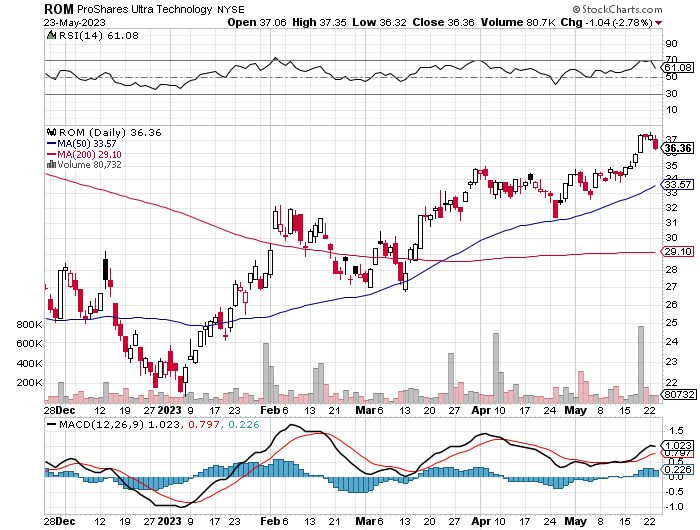 ROM ProShares Ultra Technology NYSE © StockCharts.com
23-May-2023 Open 37.06 High 37.35 Low 36.32 Close 36.36 Volume 80.7K Chg -1.04 (-2.78%)
RSI(14) 61.08
90
70
61.08
50
30
10
ROM (Daily) 36.36
MA(50) 33.57
MA(200) 29.10
Volume 80,732
37
36.36
35
34
33.57
33
32
31
30
29.10
28
27
26
25
24
23
22
800K
600K
400K
200K
80732
28 Dec 12 19 27 2023 9 17 23 Feb 6 13 21 Mar 6 13 20 27 Apr 10 17 24 May 8 15 22
MACD(12,26,9) 1.023, 0.797, 0.226
1.5
1.023
0.797
0.5
0.226
0.0
-0.5
-1.0
28 Dec 12 19 27 2023 9 17 23 Feb 6 13 21 Mar 6 13 20 27 Apr 10 17 24 May 8 15 22